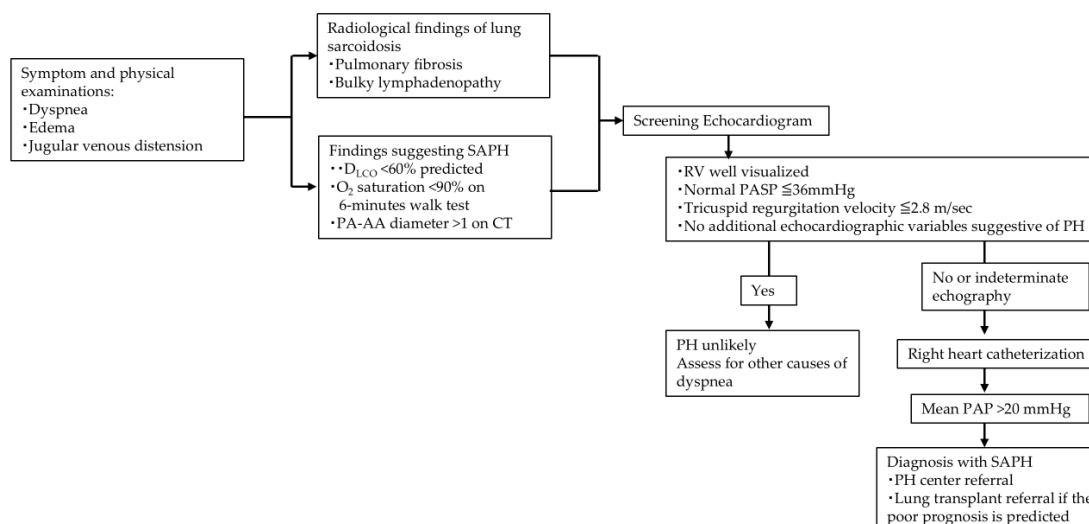 Symptom and physical
examinations:
・Dyspnea
・Edema
・Jugular venous distension
Radiological findings of lung
sarcoidosis
・Pulmonary fibrosis
・Bulky lymphadenopathy
Findings suggesting SAPH
・・DLCO <60% predicted
・O2 saturation <90% on
6-minutes walk test
・PA-AA diameter >1 on CT
Screening Echocardiogram
・RV well visualized
・Normal PASP ≦36mmHg
・Tricuspid regurgitation velocity ≦2.8 m/sec
・No additional echocardiographic variables suggestive of PH
Yes
PH unlikely
Assess for other causes of
dyspnea
No or indeterminate
echography
Right heart catheterization
Mean PAP >20 mmHg
Diagnosis with SAPH
・PH center referral
・Lung transplant referral if the
poor prognosis is predicted